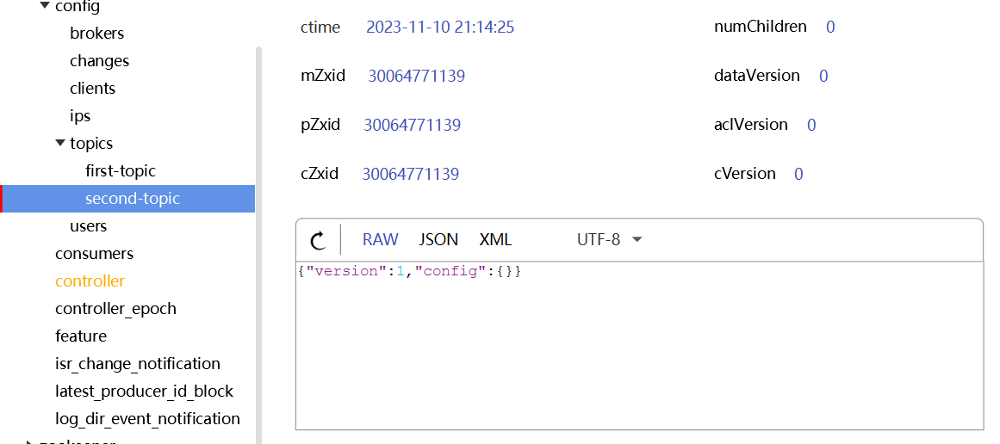 config
brokers
changes
clients
ips
topics
first-topic
second-topic
users
consumers
controller
controller_epoch
feature
isr_change_notification
latest_producer_id_block
log_dir_event_notification
ctime 2023-11-10 21:14:25 numChildren 0
mZxid 30064771139 dataVersion 0
pZxid 30064771139 aclVersion 0
cZxid 30064771139 cVersion 0
RAW JSON XML UTF-8
{"version":1,"config":{}}